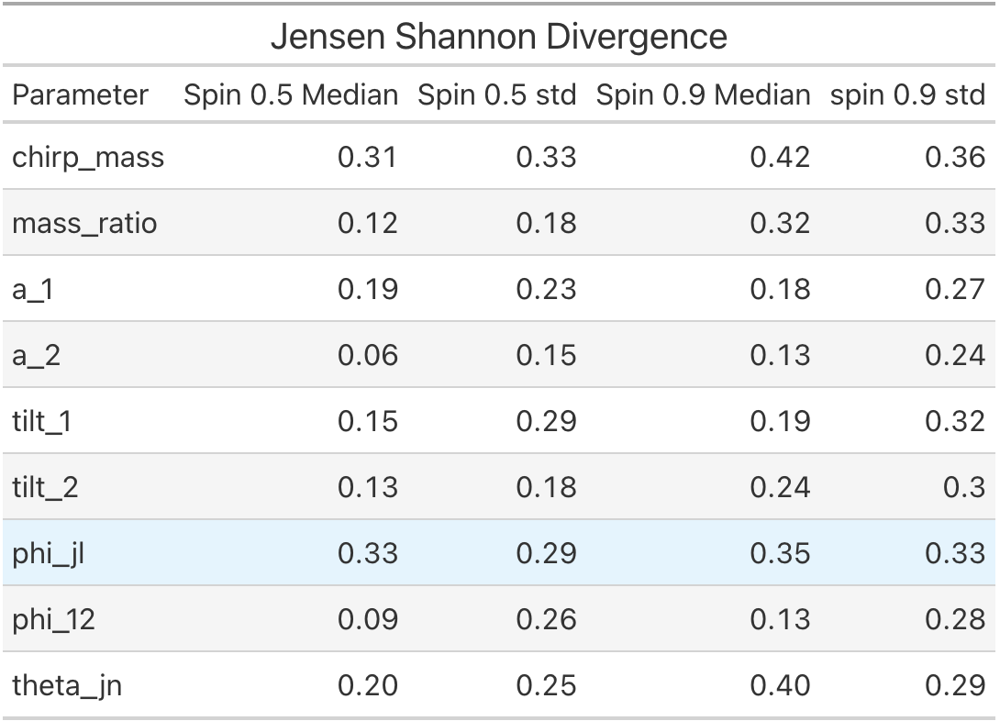 Jensen Shannon Divergence
Parameter Spin 0.5 Median Spin 0.5 std Spin 0.9 Median spin 0.9 std
chirp_mass 0.31 0.33 0.42 0.36
mass_ratio 0.12 0.18 0.32 0.33
a_1 0.19 0.23 0.18 0.27
a_2 0.06 0.15 0.13 0.24
tilt_1 0.15 0.29 0.19 0.32
tilt_2 0.13 0.18 0.24 0.3
phi_jl 0.33 0.29 0.35 0.33
phi_12 0.09 0.26 0.13 0.28
theta_jn 0.20 0.25 0.40 0.29